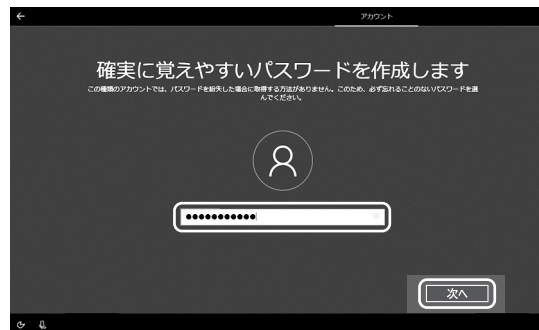 アカウント
確実に覚えやすいパスワードを作成します
この種類のアカウントでは、パスワードを紛失した場合に取得する方法がありません。このため、必ず忘れることのないパスワードを選
んでください。
●●●●●●●●●●●
次へ